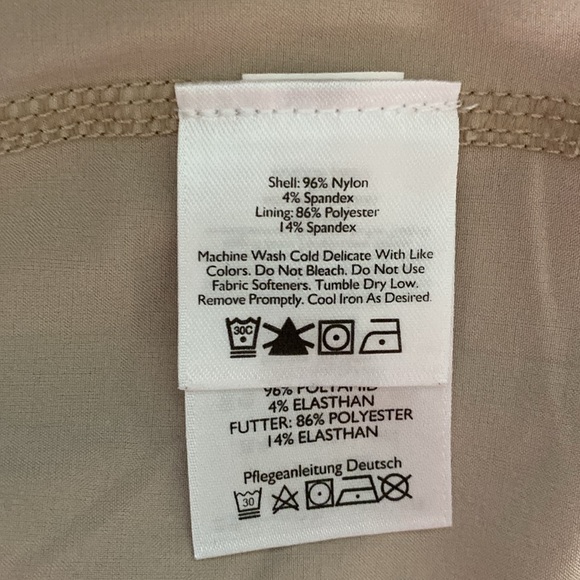 Shell: 96% Nylon
4% Spandex
Lining: 86% Polyester
14% Spandex
Machine Wash Cold Delicate With Like
Colors. Do Not Bleach. Do Not Use
Fabric Softeners. Tumble Dry Low.
Remove Promptly. Cool Iron As Desired.
30C
96% POLYAMID
4% ELASTHAN
FUTTER: 86% POLYESTER
14% ELASTHAN
Pflegeanleitung Deutsch
30